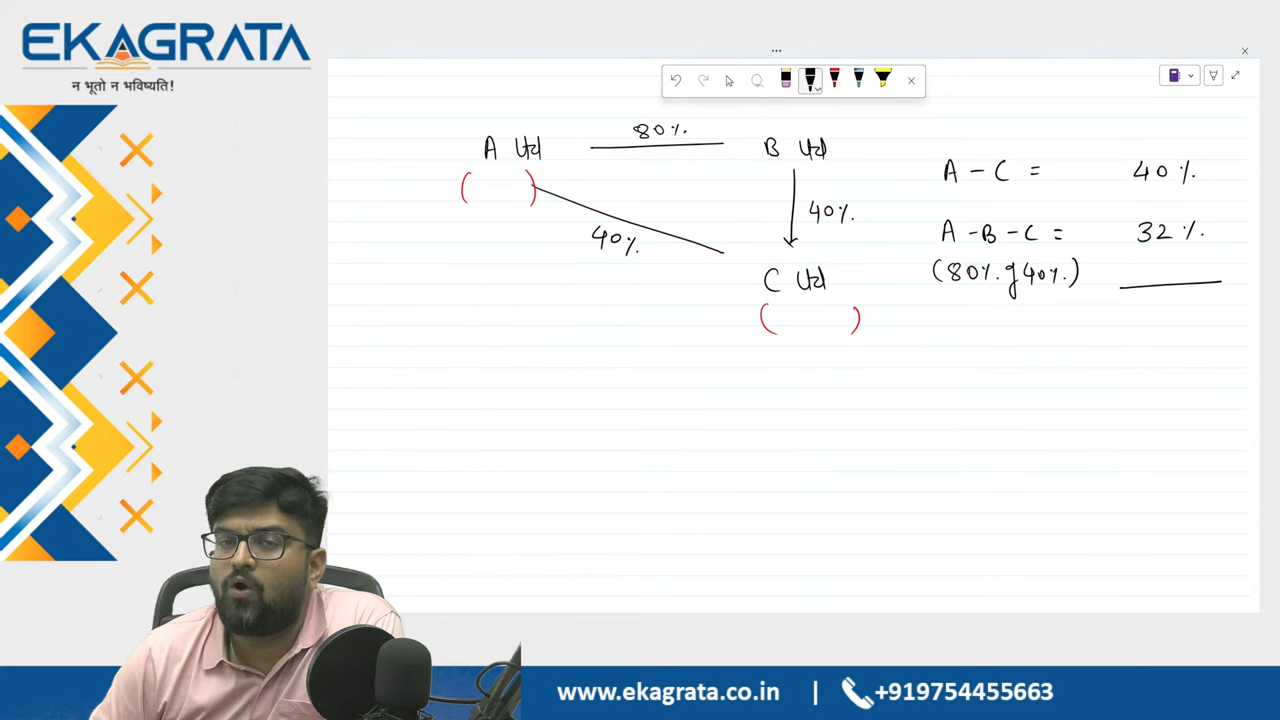 EKAGRATA
न भूतो न भविष्यति!
A Ltd 80% B Ltd
( )
40% 40%
C Ltd
( )
A - C = 40%.
A - B - C = 32%.
(80%. of 40%.)
www.ekagrata.co.in | +919754455663